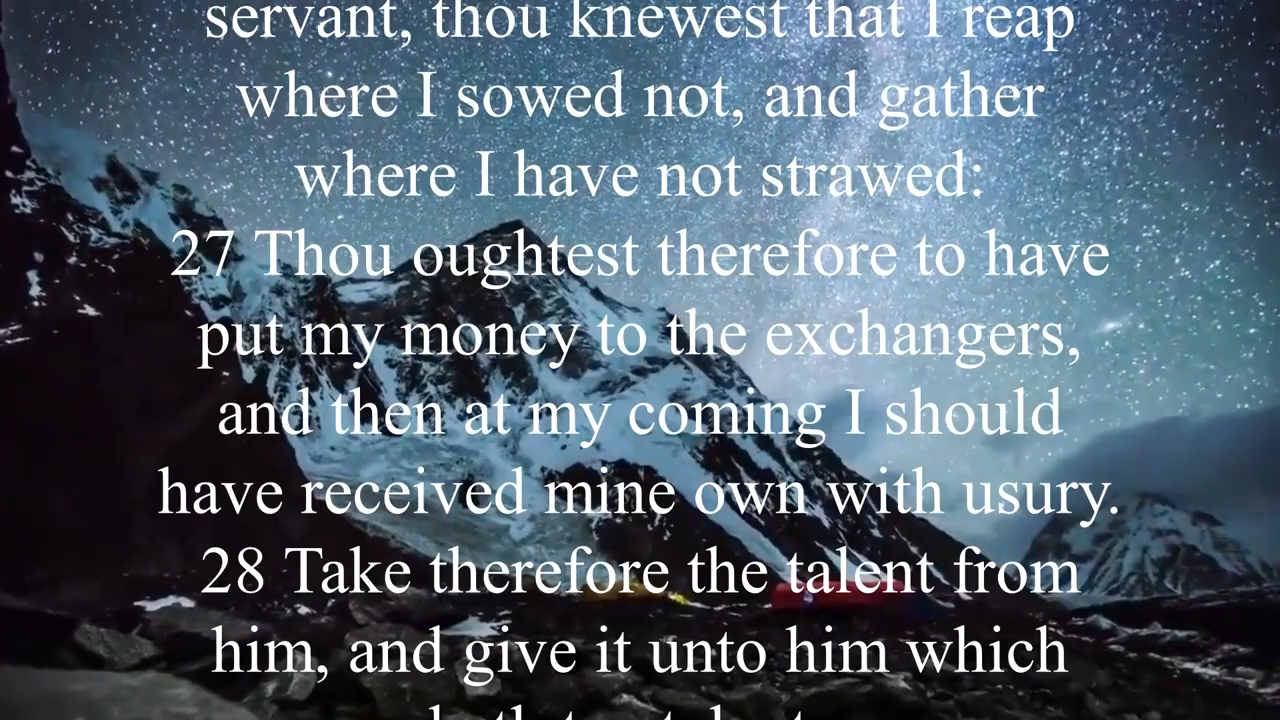 servant, thou knewest that I reap
where I sowed not, and gather
where I have not strawed:
27 Thou oughtest therefore to have
put my money to the exchangers,
and then at my coming I should
have received mine own with usury.
28 Take therefore the talent from
him, and give it unto him which